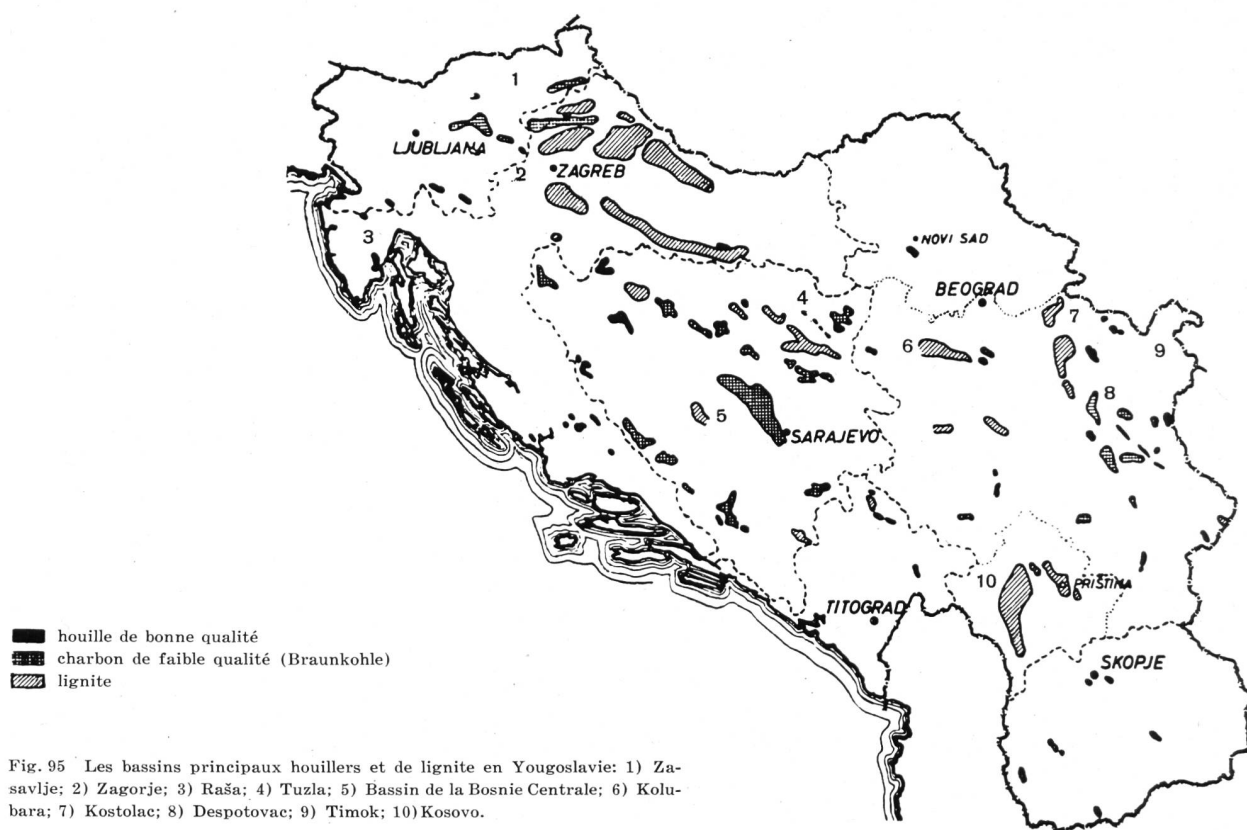 1
LJUBLJANA
2
ZAGREB
3
NOVI SAD
BEOGRAD
4
7
6
9
8
5
SARAJEVO
10
PRIŠTINA
TITOGRAD
SKOPJE
houille de bonne qualité
charbon de faible qualité (Braunkohle)
lignite
Fig. 95 Les bassins principaux houillers et de lignite en Yougoslavie: 1) Za-
savlje; 2) Zagorje; 3) Raša; 4) Tuzla; 5) Bassin de la Bosnie Centrale; 6) Kolu-
bara; 7) Kostolac; 8) Despotovac; 9) Timok; 10) Kosovo.